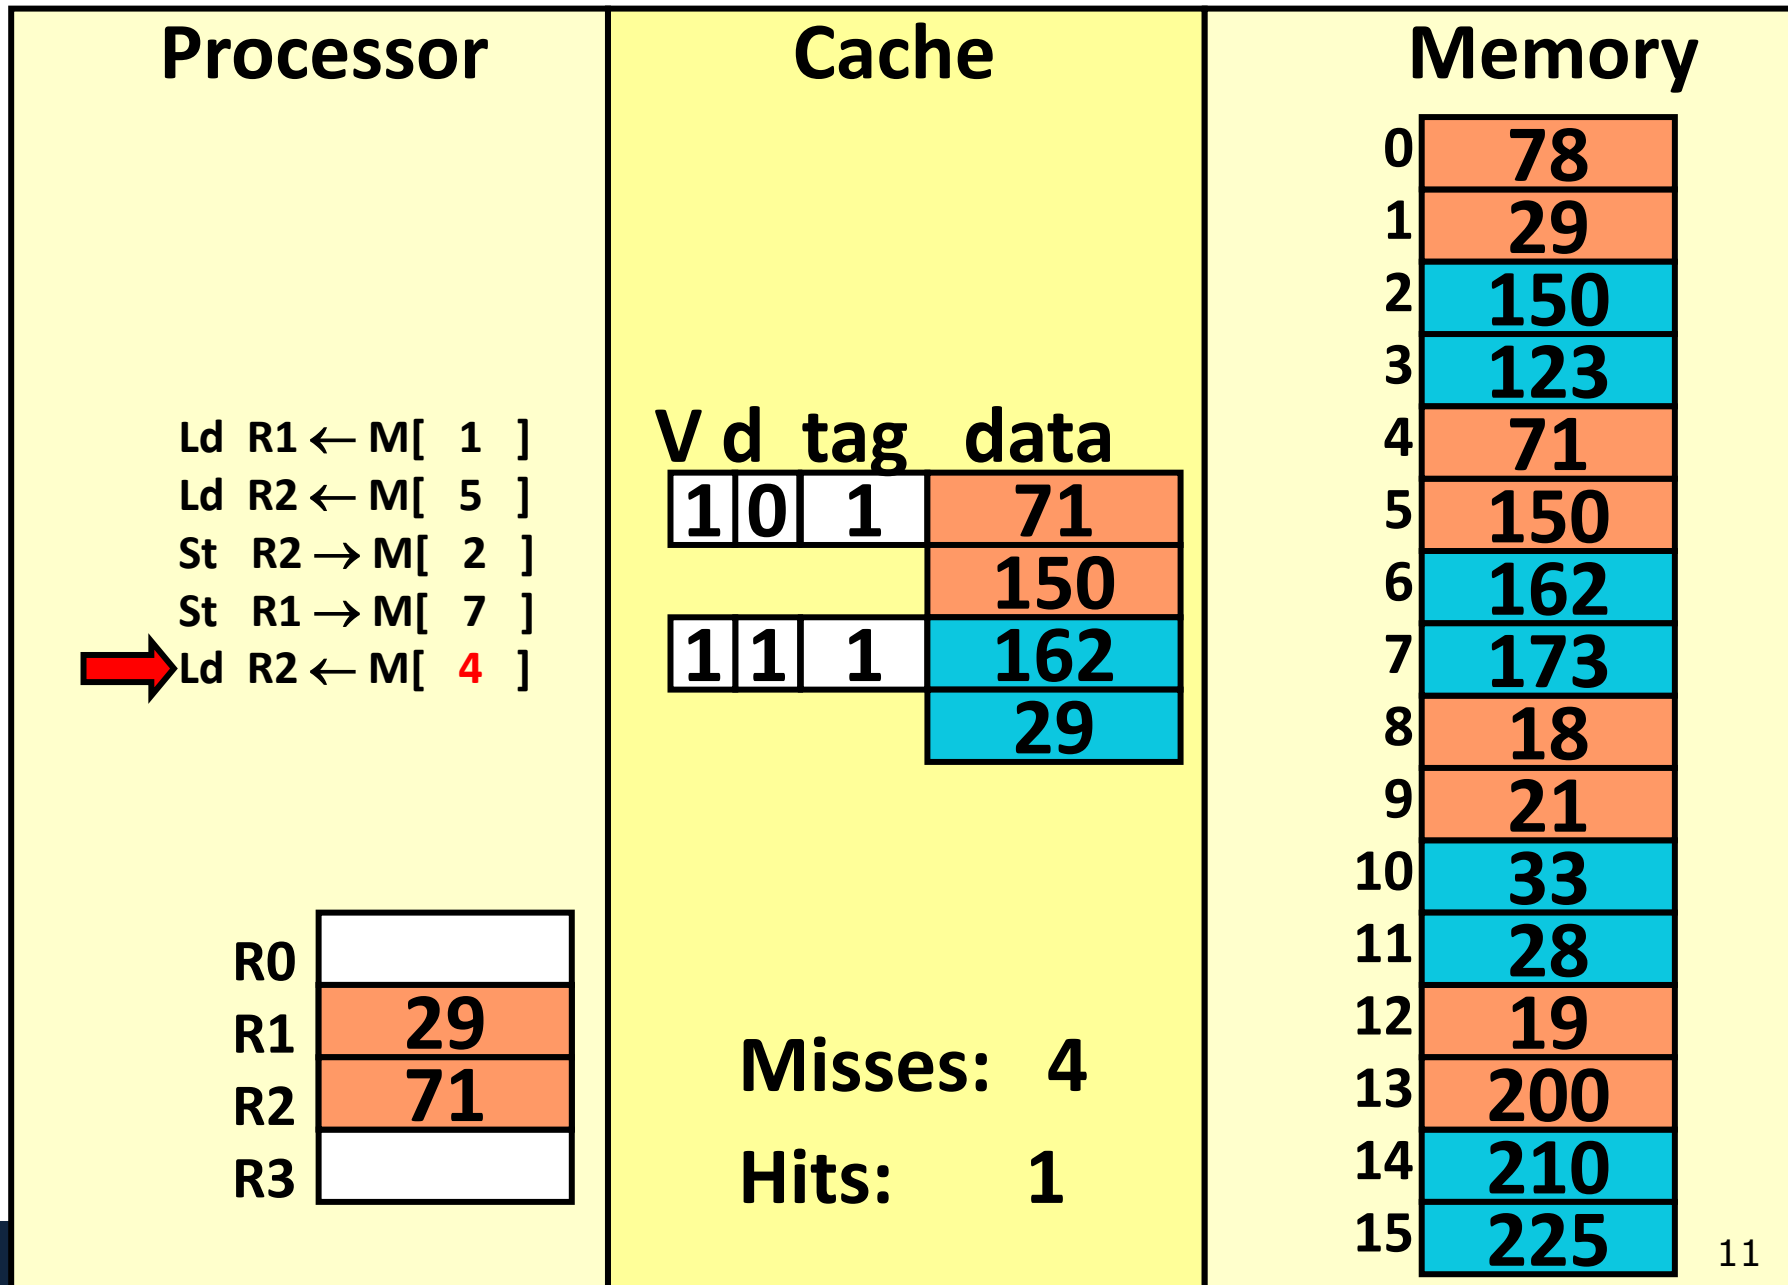 Processor
Ld R1 ← M[ 1 ]
Ld R2 ← M[ 5 ]
St R2 → M[ 2 ]
St R1 → M[ 7 ]
Ld R2 ← M[ 4 ]
R0
R1 29
R2 71
R3
Cache
V d tag data
1 0 1 71
150
1 1 1 162
29
Misses: 4
Hits: 1
Memory
0 78
1 29
2 150
3 123
4 71
5 150
6 162
7 173
8 18
9 21
10 33
11 28
12 19
13 200
14 210
15 225
11